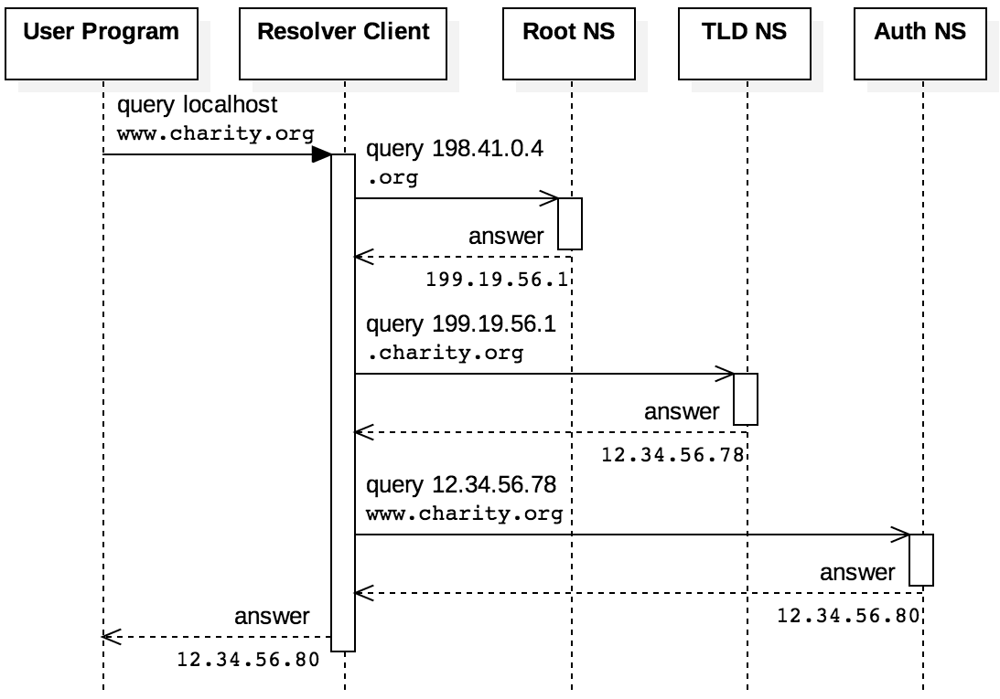 User Program
Resolver Client
Root NS
TLD NS
Auth NS
query localhost
www.charity.org
query 198.41.0.4
.org
answer
199.19.56.1
query 199.19.56.1
.charity.org
answer
12.34.56.78
query 12.34.56.78
www.charity.org
answer
12.34.56.80
answer
12.34.56.80